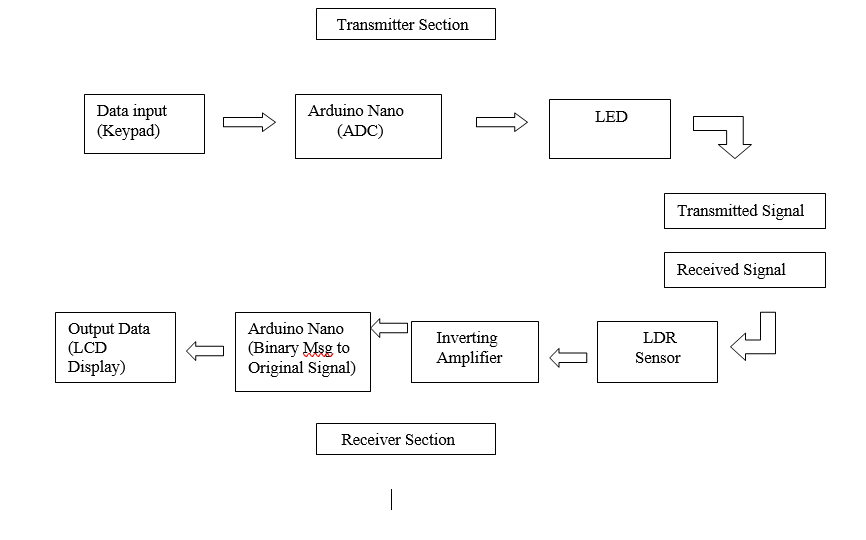 Transmitter Section
Data input
(Keypad)
Arduino Nano
(ADC)
LED
Transmitted Signal
Received Signal
Output Data
(LCD
Display)
Arduino Nano
(Binary Msg to
Original Signal)
Inverting
Amplifier
LDR
Sensor
Receiver Section